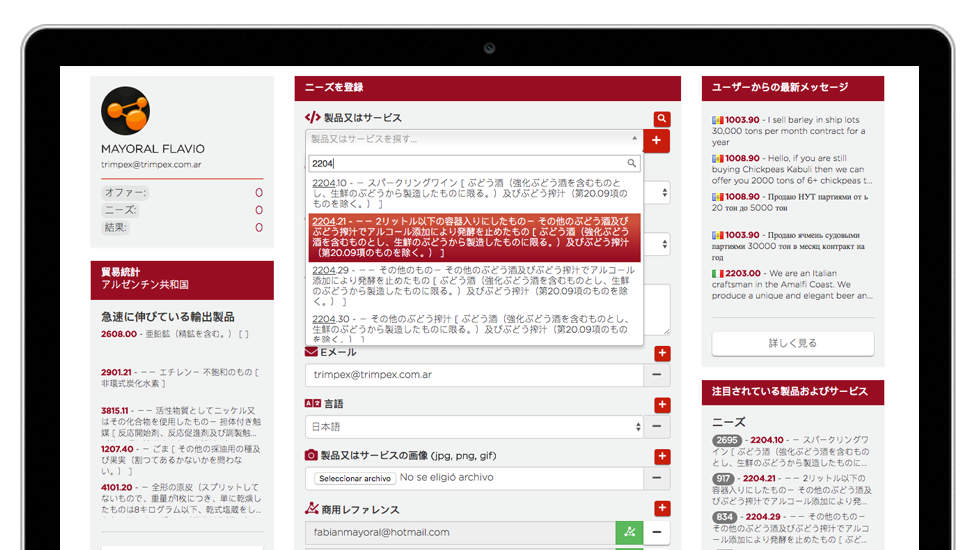 MAYORAL FLAVIO
trimpex@trimpex.com.ar
オファー: 0
ニーズ: 0
結果: 0
貿易統計
アルゼンチン共和国
急速に伸びている輸出製品
2608.00 - 亜鉛鉱（精鉱を含む。） [ ]
2901.21 - －－ エチレン－ 不飽和のもの [
非環式炭化水素 ]
3815.11 - －－ 活性物質としてニッケル又
はその化合物を使用したもの－ 担体付き触
媒 [ 反応開始剤、反応促進剤及び調製触...
1207.40 - － ごま [ その他の採油用の種及
び果実（割つてあるかないかを問わな
い。） ]
4101.20 - － 全形の原皮（スプリットして
ないもので、重量が1枚につき、単に乾燥し
たものは8キログラム以下、乾式塩蔵をし...
ニーズを登録
製品又はサービス
製品又はサービスを探す...
2204
2204.10 - － スパークリングワイン [ ぶどう酒（強化ぶどう酒を含むものと
し、生鮮のぶどうから製造したものに限る。）及びぶどう搾汁（第20.09項の
ものを除く。） ]
2204.21 - －－ 2リットル以下の容器入りにしたもの－ その他のぶどう酒及び
ぶどう搾汁でアルコール添加により発酵を止めたもの [ ぶどう酒（強化ぶどう
酒を含むものとし、生鮮のぶどうから製造したものに限る。）及びぶどう搾汁
（第20.09項のものを除く。） ]
2204.29 - －－ その他のもの－ その他のぶどう酒及びぶどう搾汁でアルコール
添加により発酵を止めたもの [ ぶどう酒（強化ぶどう酒を含むものとし、生鮮
のぶどうから製造したものに限る。）及びぶどう搾汁（第20.09項のものを除
く。） ]
2204.30 - － その他のぶどう搾汁 [ ぶどう酒（強化ぶどう酒を含むものとし、
生鮮のぶどうから製造したものに限る。）及びぶどう搾汁（第20.09項のもの
を除く。） ]
Eメール
trimpex@trimpex.com.ar
言語
日本語
製品又はサービスの画像 (jpg, png, gif)
Seleccionar archivo No se eligió archivo
商用レファレンス
fabianmayoral@hotmail.com
ユーザーからの最新メッセージ
1003.90 - I sell barley in ship lots
30,000 tons per month contract for a
year
1008.90 - Hello, if you are still
buying Chickpeas Kabuli then we can
offer you 2000 tons of 6+ chickpeas t...
1008.90 - Продаю НУТ партиями от ь
20 тон до 5000 тон
1003.90 - Продаю ячмень судовыми
партиями 30000 тон в месяц контракт на
год
2203.00 - We are an Italian
craftsman in the Amalfi Coast. We
produce a unique and elegant beer an...
詳しく見る
注目されている製品およびサービス
ニーズ
2695 - 2204.10 - － スパークリングワ
イン [ ぶどう酒（強化ぶどう酒を含むもの
とし、生鮮のぶどうから製造したものに...
917 - 2204.21 - －－ 2リットル以下の
容器入りにしたもの－ その他のぶどう酒及
びぶどう搾汁でアルコール添加により発...
834 - 2204.29 - －－ その他のもの－
その他のぶどう酒及びぶどう搾汁でアルコ
ール添加により発酵を止めたもの [ ぶど...